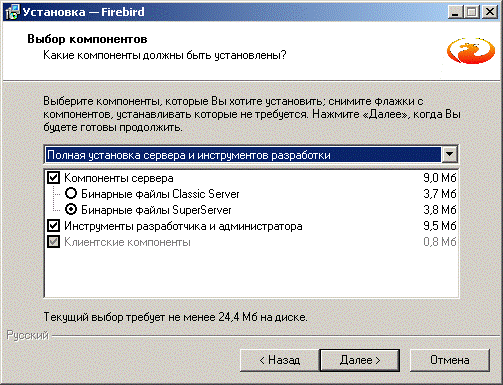 Установка — Firebird
Выбор компонентов
Какие компоненты должны быть установлены?
Выберите компоненты, которые Вы хотите установить; снимите флажки с
компонентов, устанавливать которые не требуется. Нажмите «Далее», когда Вы
будете готовы продолжить.
Полная установка сервера и инструментов разработки
Компоненты сервера 9,0 Мб
Бинарные файлы Classic Server 3,7 Мб
Бинарные файлы SuperServer 3,8 Мб
Инструменты разработчика и администратора 9,5 Мб
Клиентские компоненты 0,8 Мб
Текущий выбор требует не менее 24,4 Мб на диске.
Русский
< Назад Далее > Отмена